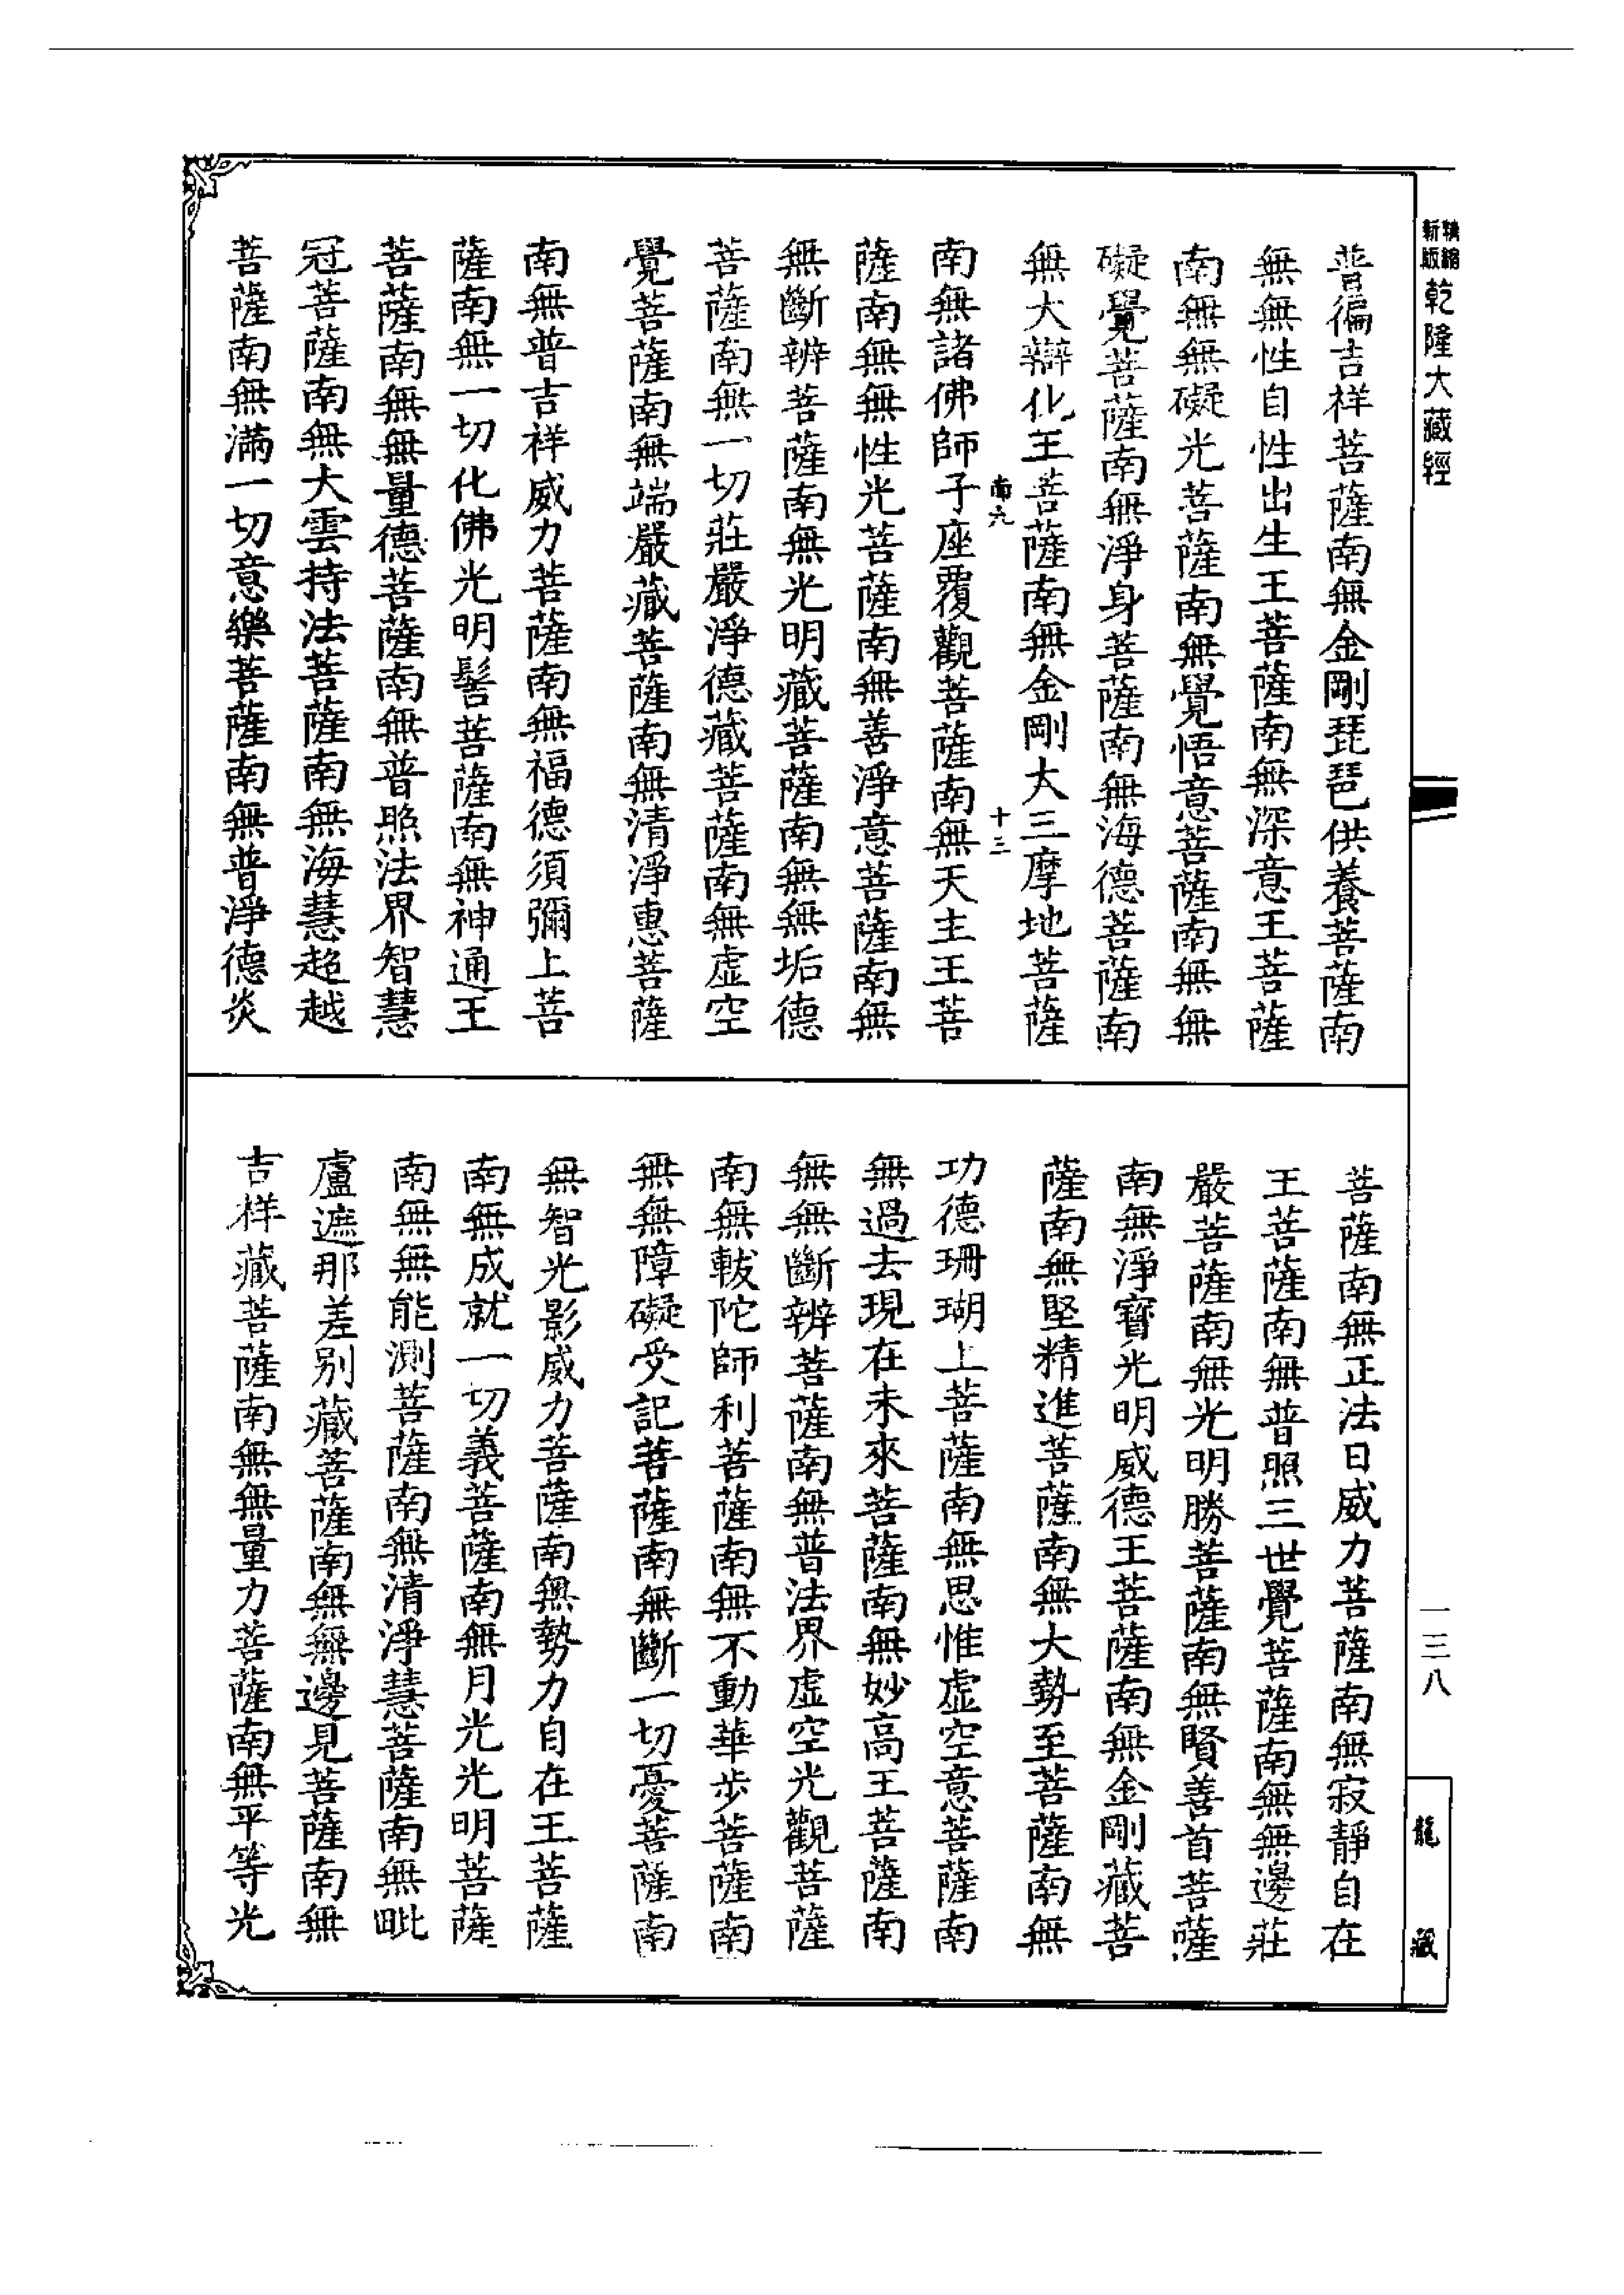 新版
精縮
乾隆大藏經
普徧吉祥菩薩南無金剛琵琶供養菩薩南
無無性自性出生王菩薩南無深意王菩薩
南無無礙光菩薩南無覺悟意菩薩南無無
礙覺菩薩南無淨身菩薩南無海德菩薩南
無大辯化王菩薩南無金剛大三摩地菩薩
南六
十三
南無諸佛師子座覆觀菩薩南無天主王菩
薩南無無性光菩薩南無善淨意菩薩南無
無斷辨菩薩南無光明藏菩薩南無無垢德
菩薩南無一切莊嚴淨德藏菩薩南無虛空
覺菩薩南無端嚴藏菩薩南無清淨惠菩薩
南無普吉祥威力菩薩南無福德須彌上菩
薩南無一切化佛光明髻菩薩南無神通王
菩薩南無無量德菩薩南無普照法界智慧
冠菩薩南無大雲持法菩薩南無海慧超越
菩薩南無滿一切意樂菩薩南無普淨德炎
菩薩南無正法日威力菩薩南無寂靜自在
王菩薩南無普照三世覺菩薩南無無邊莊
嚴菩薩南無光明勝菩薩南無賢善首菩薩
南無淨寶光明威德王菩薩南無金剛藏菩
薩南無堅精進菩薩南無大勢至菩薩南無
功德珊瑚上菩薩南無思惟虛空意菩薩南
無過去現在未來菩薩南無妙高王菩薩南
無無斷辨菩薩南無普法界虛空光觀菩薩
南無軷陀師利菩薩南無不動華步菩薩南
無無障礙受記菩薩南無斷一切憂菩薩南
無智光影威力菩薩南無勢力自在王菩薩
南無成就一切義菩薩南無月光光明菩薩
南無無能測菩薩南無清淨慧菩薩南無毗
盧遮那差別藏菩薩南無無邊見菩薩南無
吉祥藏菩薩南無無量力菩薩南無平等光
一三八
龍藏